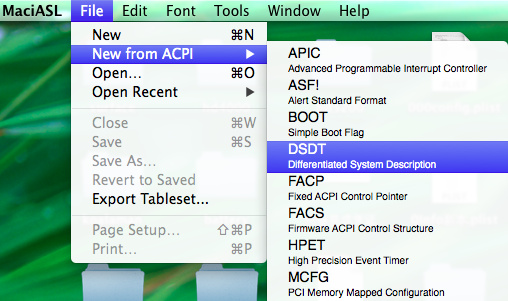 MaciASL File Edit Font Tools Window Help
New ⌘N
New from ACPI ▶
Open... ⌘O
Open Recent ▶
Close ⌘W
Save ⌘S
Save As...
Revert to Saved
Export Tableset...
Page Setup... ⇧⌘P
Print... ⌘P
APIC
Advanced Programmable Interrupt Controller
ASF!
Alert Standard Format
BOOT
Simple Boot Flag
DSDT
Differentiated System Description
FACP
Fixed ACPI Control Pointer
FACS
Firmware ACPI Control Structure
HPET
High Precision Event Timer
MCFG
PCI Memory Mapped Configuration